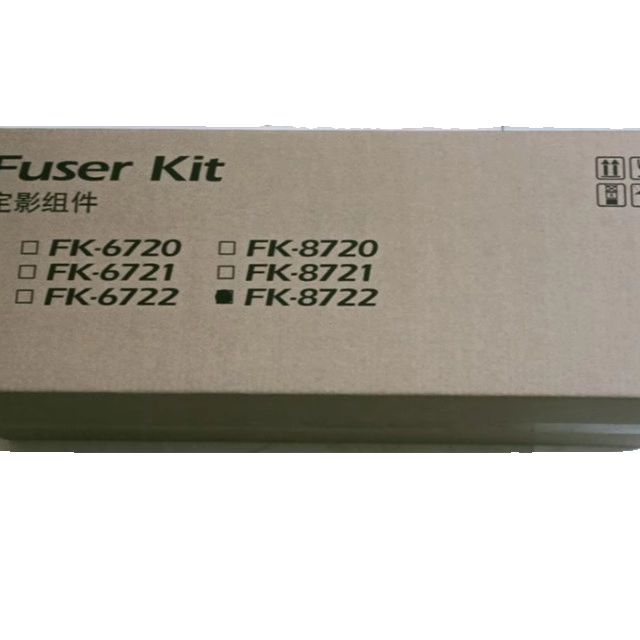 Fuser Kit
定影组件
☐ FK-6720 ☐ FK-8720
☐ FK-6721 ☐ FK-8721
☐ FK-6722 ■ FK-8722